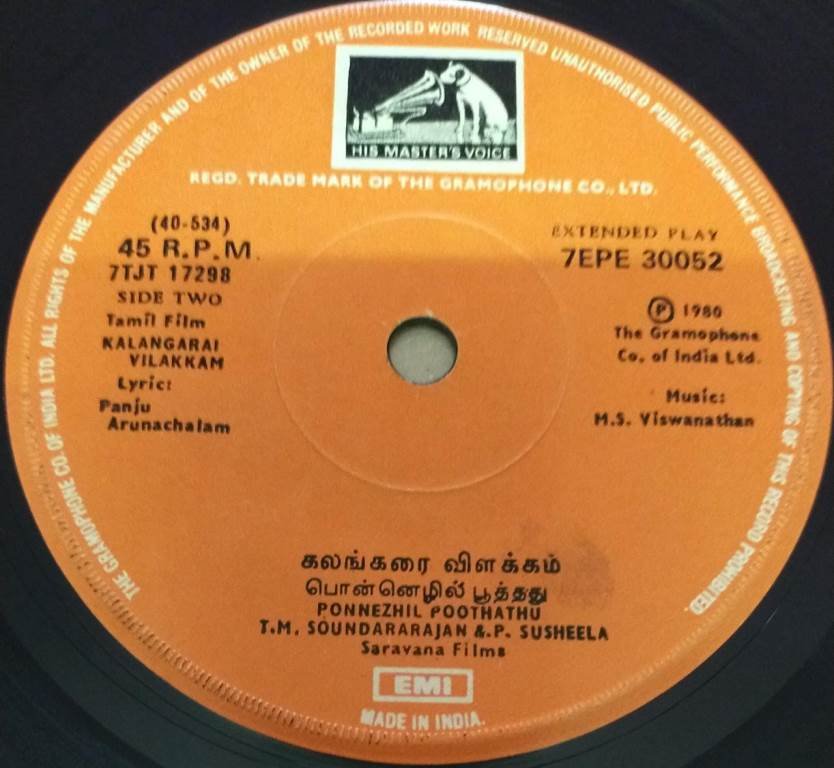 THE GRAMOPHONE CO. OF INDIA LTD. ALL RIGHTS OF THE MANUFACTURER AND OF THE OWNER OF THE RECORDED WORK RESERVED UNAUTHORISED PUBLIC PERFORMANCE BROADCASTING AND COPYING OF THIS RECORD PROHIBITED.
HIS MASTER'S VOICE
REGD. TRADE MARK OF THE GRAMOPHONE CO., LTD.
(40-534)
45 R.P.M.
7TJT 17298
SIDE TWO
Tamil Film
KALANGARAI
VILAKKAM
Lyric:
Panju
Arunachalam
EXTENDED PLAY
7EPE 30052
Ⓟ 1980
The Gramophone
Co. of India Ltd.
Music:
M.S. Viswanathan
கலங்கரை விளக்கம்
பொன்னெழில் பூத்தது
PONNEZHIL POOTHATHU
T.M. SOUNDARARAJAN &.P. SUSHEELA
Saravana Films
EMI
MADE IN INDIA.